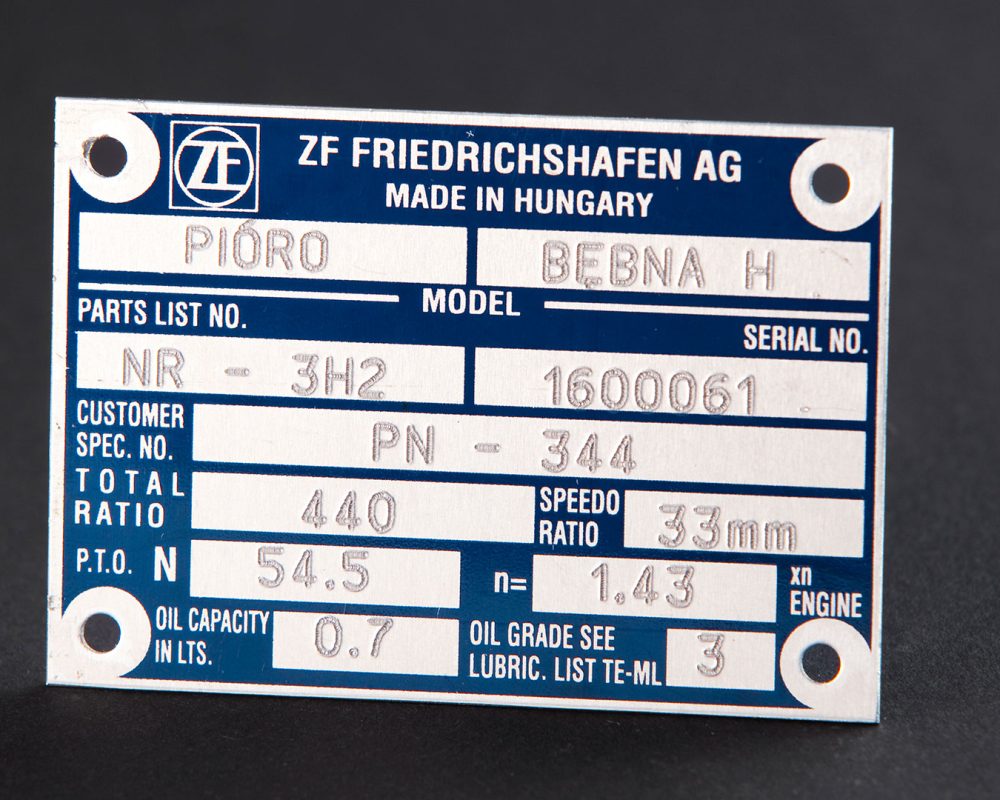 ZF ZF FRIEDRICHSHAFEN AG
MADE IN HUNGARY
PIÓRO BĘBNA H
MODEL
PARTS LIST NO. SERIAL NO.
NR - 3H2 1600061
CUSTOMER SPEC. NO. PN - 344
TOTAL RATIO 440 SPEEDO RATIO 33mm
P.T.O. N 54.5 n= 1.43 xn ENGINE
OIL CAPACITY IN LTS. 0.7 OIL GRADE SEE LUBRIC. LIST TE-ML 3